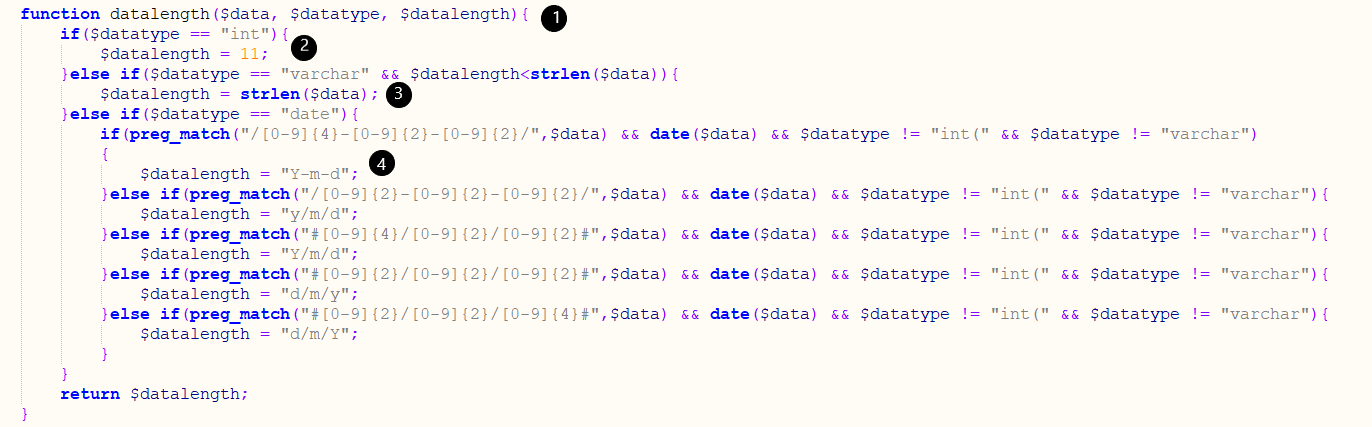 function datalength($data, $datatype, $datalength){ 1
if($datatype == "int"){
$datalength = 11; 2
}else if($datatype == "varchar" && $datalength<strlen($data)){
$datalength = strlen($data); 3
}else if($datatype == "date"){
if(preg_match("/[0-9]{4}-[0-9]{2}-[0-9]{2}/",$data) && date($data) && $datatype != "int(" && $datatype != "varchar")
{
$datalength = "Y-m-d"; 4
}else if(preg_match("/[0-9]{2}-[0-9]{2}-[0-9]{2}/",$data) && date($data) && $datatype != "int(" && $datatype != "varchar"){
$datalength = "y/m/d";
}else if(preg_match("#[0-9]{4}/[0-9]{2}/[0-9]{2}#",$data) && date($data) && $datatype != "int(" && $datatype != "varchar"){
$datalength = "Y/m/d";
}else if(preg_match("#[0-9]{2}/[0-9]{2}/[0-9]{2}#",$data) && date($data) && $datatype != "int(" && $datatype != "varchar"){
$datalength = "d/m/y";
}else if(preg_match("#[0-9]{2}/[0-9]{2}/[0-9]{4}#",$data) && date($data) && $datatype != "int(" && $datatype != "varchar"){
$datalength = "d/m/Y";
}
}
return $datalength;
}